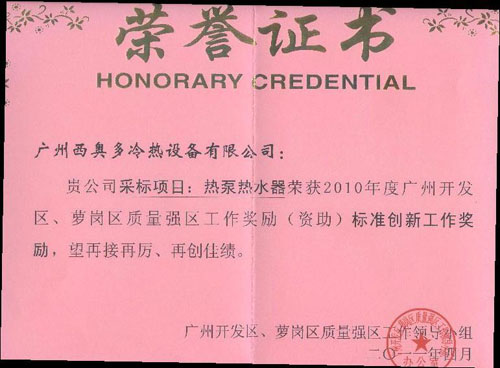 荣誉证书
HONORARY CREDENTIAL
广州西奥多冷热设备有限公司：
贵公司采标项目：热泵热水器荣获2010年度广州开发
区、萝岗区质量强区工作奖励（资助）标准创新工作奖
励，望再接再厉、再创佳绩。
广州开发区、萝岗区质量强区工作领导小组
二〇一一年四月
办公室